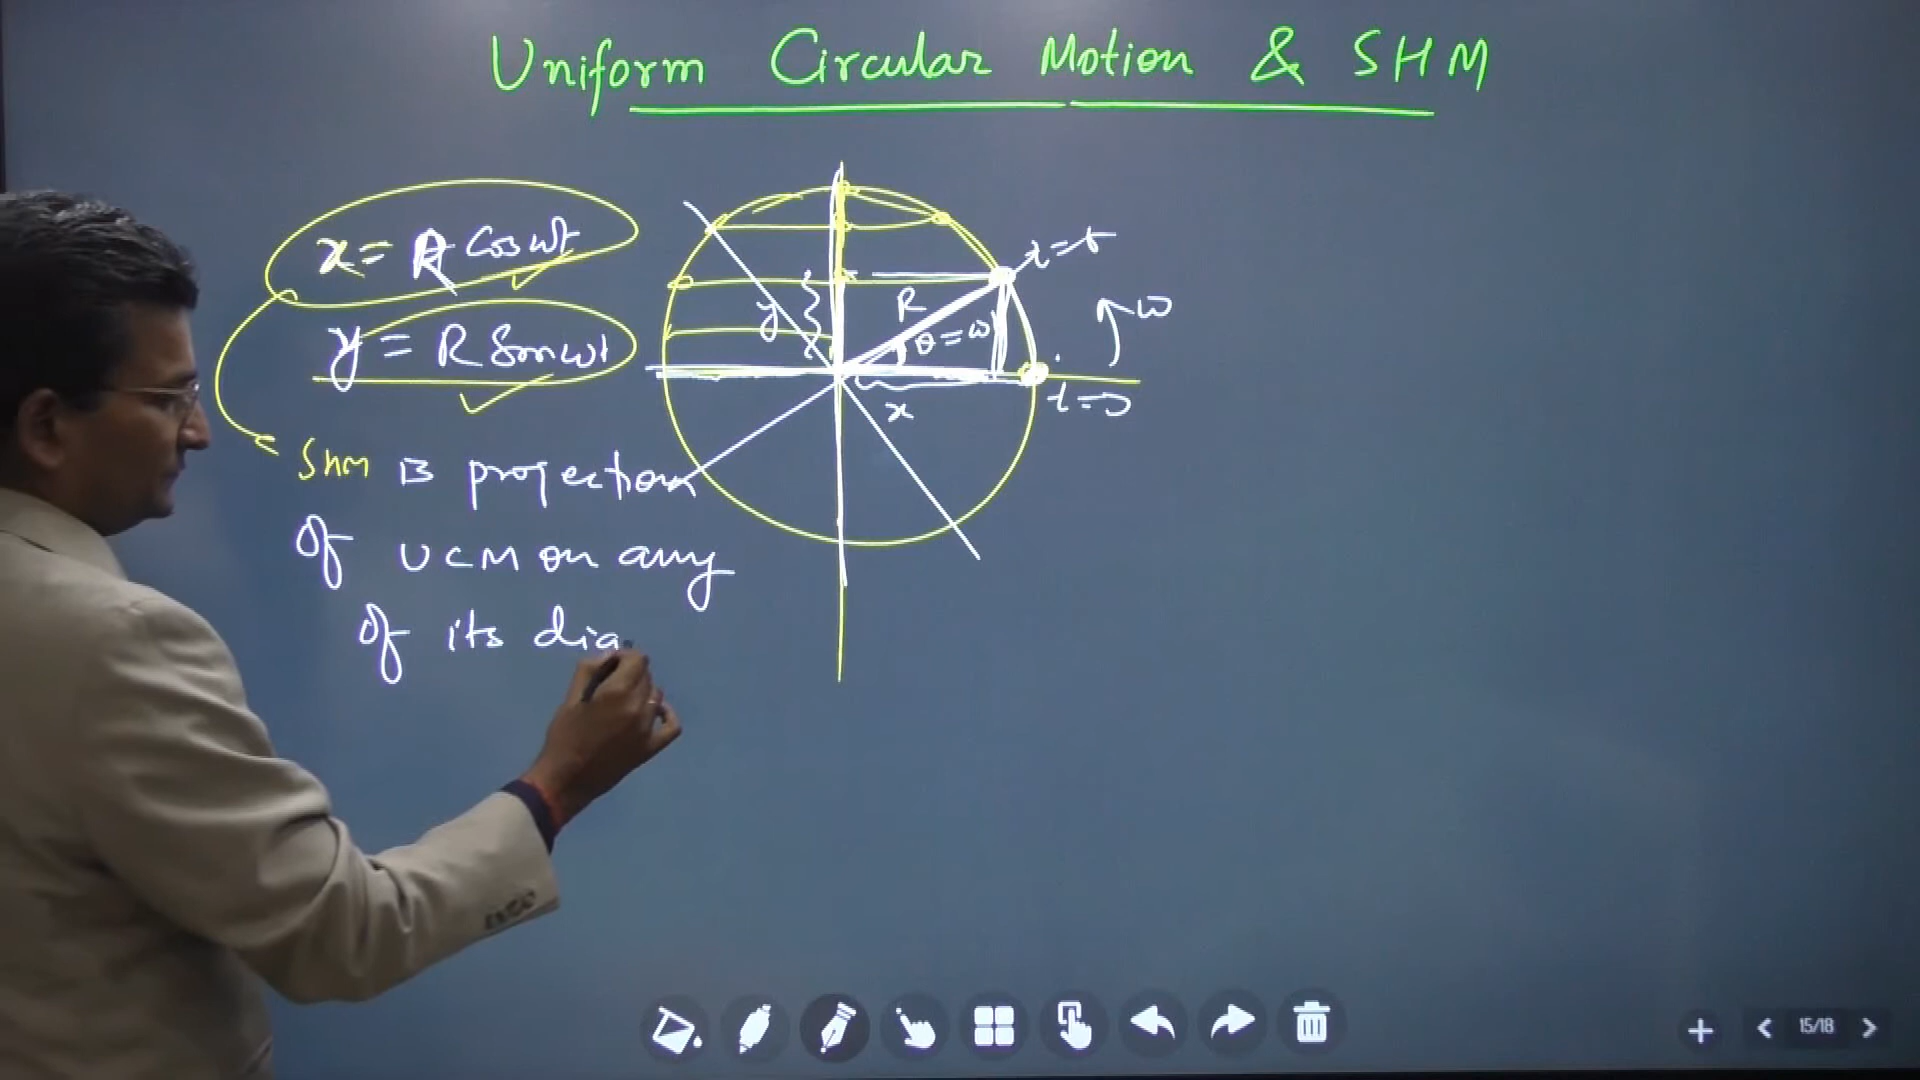 Uniform Circular Motion & SHM
x = R Cos ωt
y = R Sin ωt
SHM is projection
Of UCM on any
Of its dia
t=t
R
y
θ=ω
ω
x
t=0
15/18